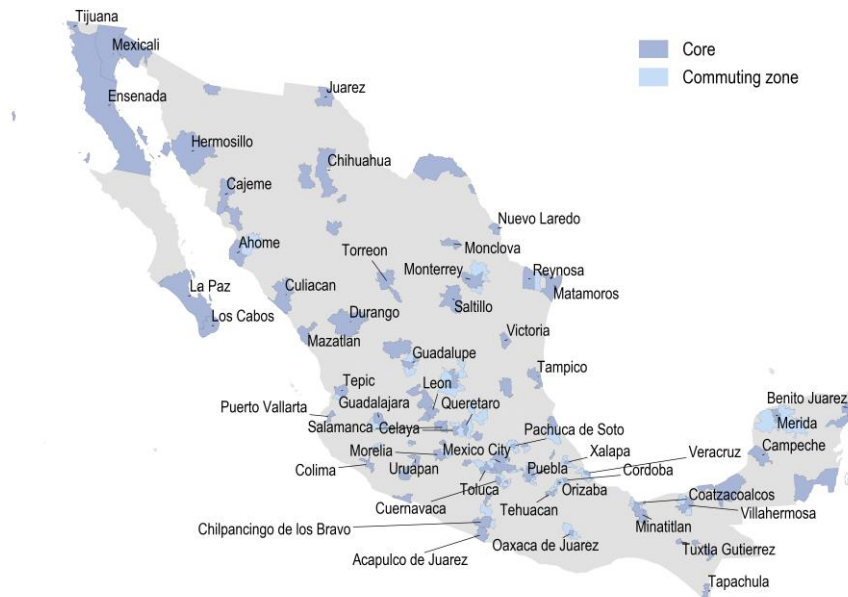 Tijuana
Mexicali
Core
Commuting zone
Ensenada
Juarez
Hermosillo
Chihuahua
Cajeme
Nuevo Laredo
Ahome
Torreon
Monclova
Monterrey
Reynosa
La Paz
Culiacan
Matamoros
Los Cabos
Durango
Saltillo
Mazatlan
Victoria
Guadalupe
Tampico
Tepic
Leon
Benito Juarez
Puerto Vallarta
Guadalajara
Queretaro
Merida
Salamanca
Celaya
Pachuca de Soto
Morelia
Mexico City
Xalapa
Veracruz
Campeche
Colima
Uruapan
Puebla
Cordoba
Toluca
Orizaba
Coatzacoalcos
Cuernavaca
Tehuacan
Villahermosa
Chilpancingo de los Bravo
Minatitlan
Acapulco de Juarez
Oaxaca de Juarez
Tuxtla Gutierrez
Tapachula